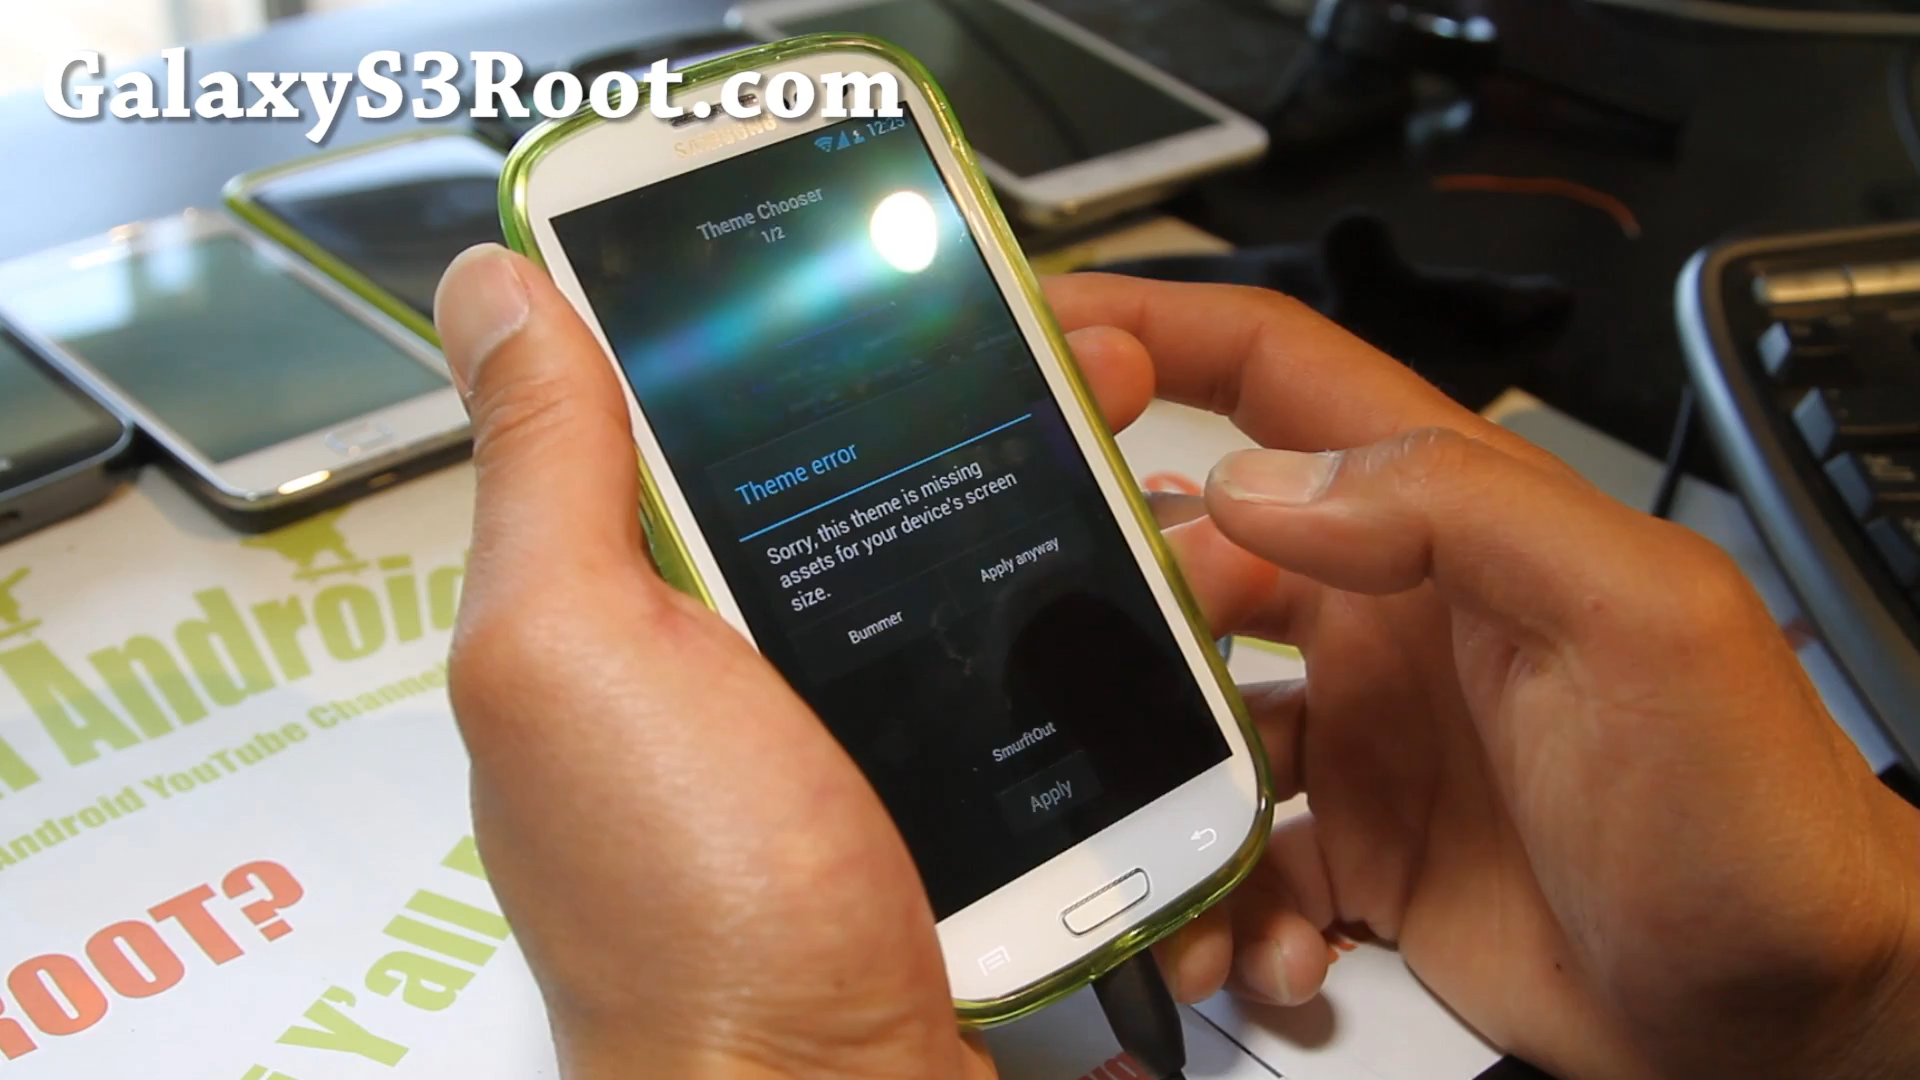 GalaxyS3Root.com
SAMSUNG
12:25
Theme Chooser
1/2
Theme error
Sorry, this theme is missing
assets for your device's screen
size.
Bummer
Apply anyway
SmurftOut
Apply
Android
Android YouTube Channel
ROOT?
Y'all